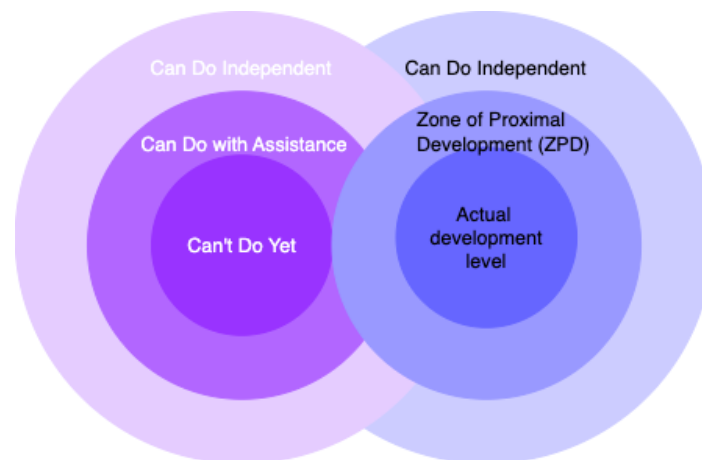 Can Do Independent
Can Do with Assistance
Can't Do Yet
Can Do Independent
Zone of Proximal
Development (ZPD)
Actual
development
level